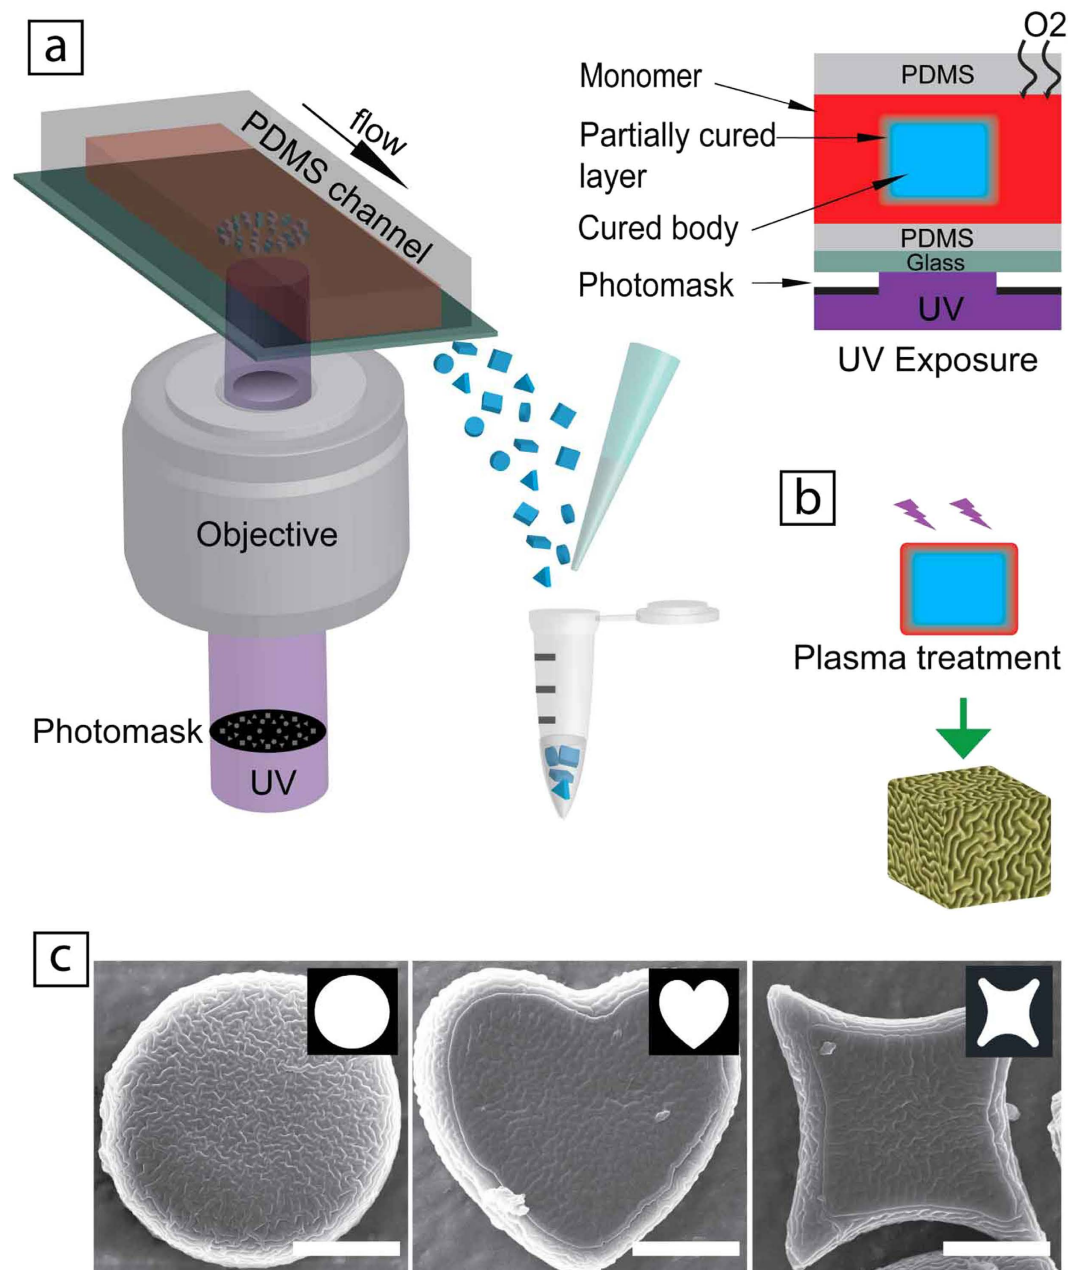 a
flow
PDMS channel
Objective
Photomask
UV
O2
Monomer
PDMS
Partially cured
layer
Cured body
PDMS
Glass
Photomask
UV
UV Exposure
b
Plasma treatment
c